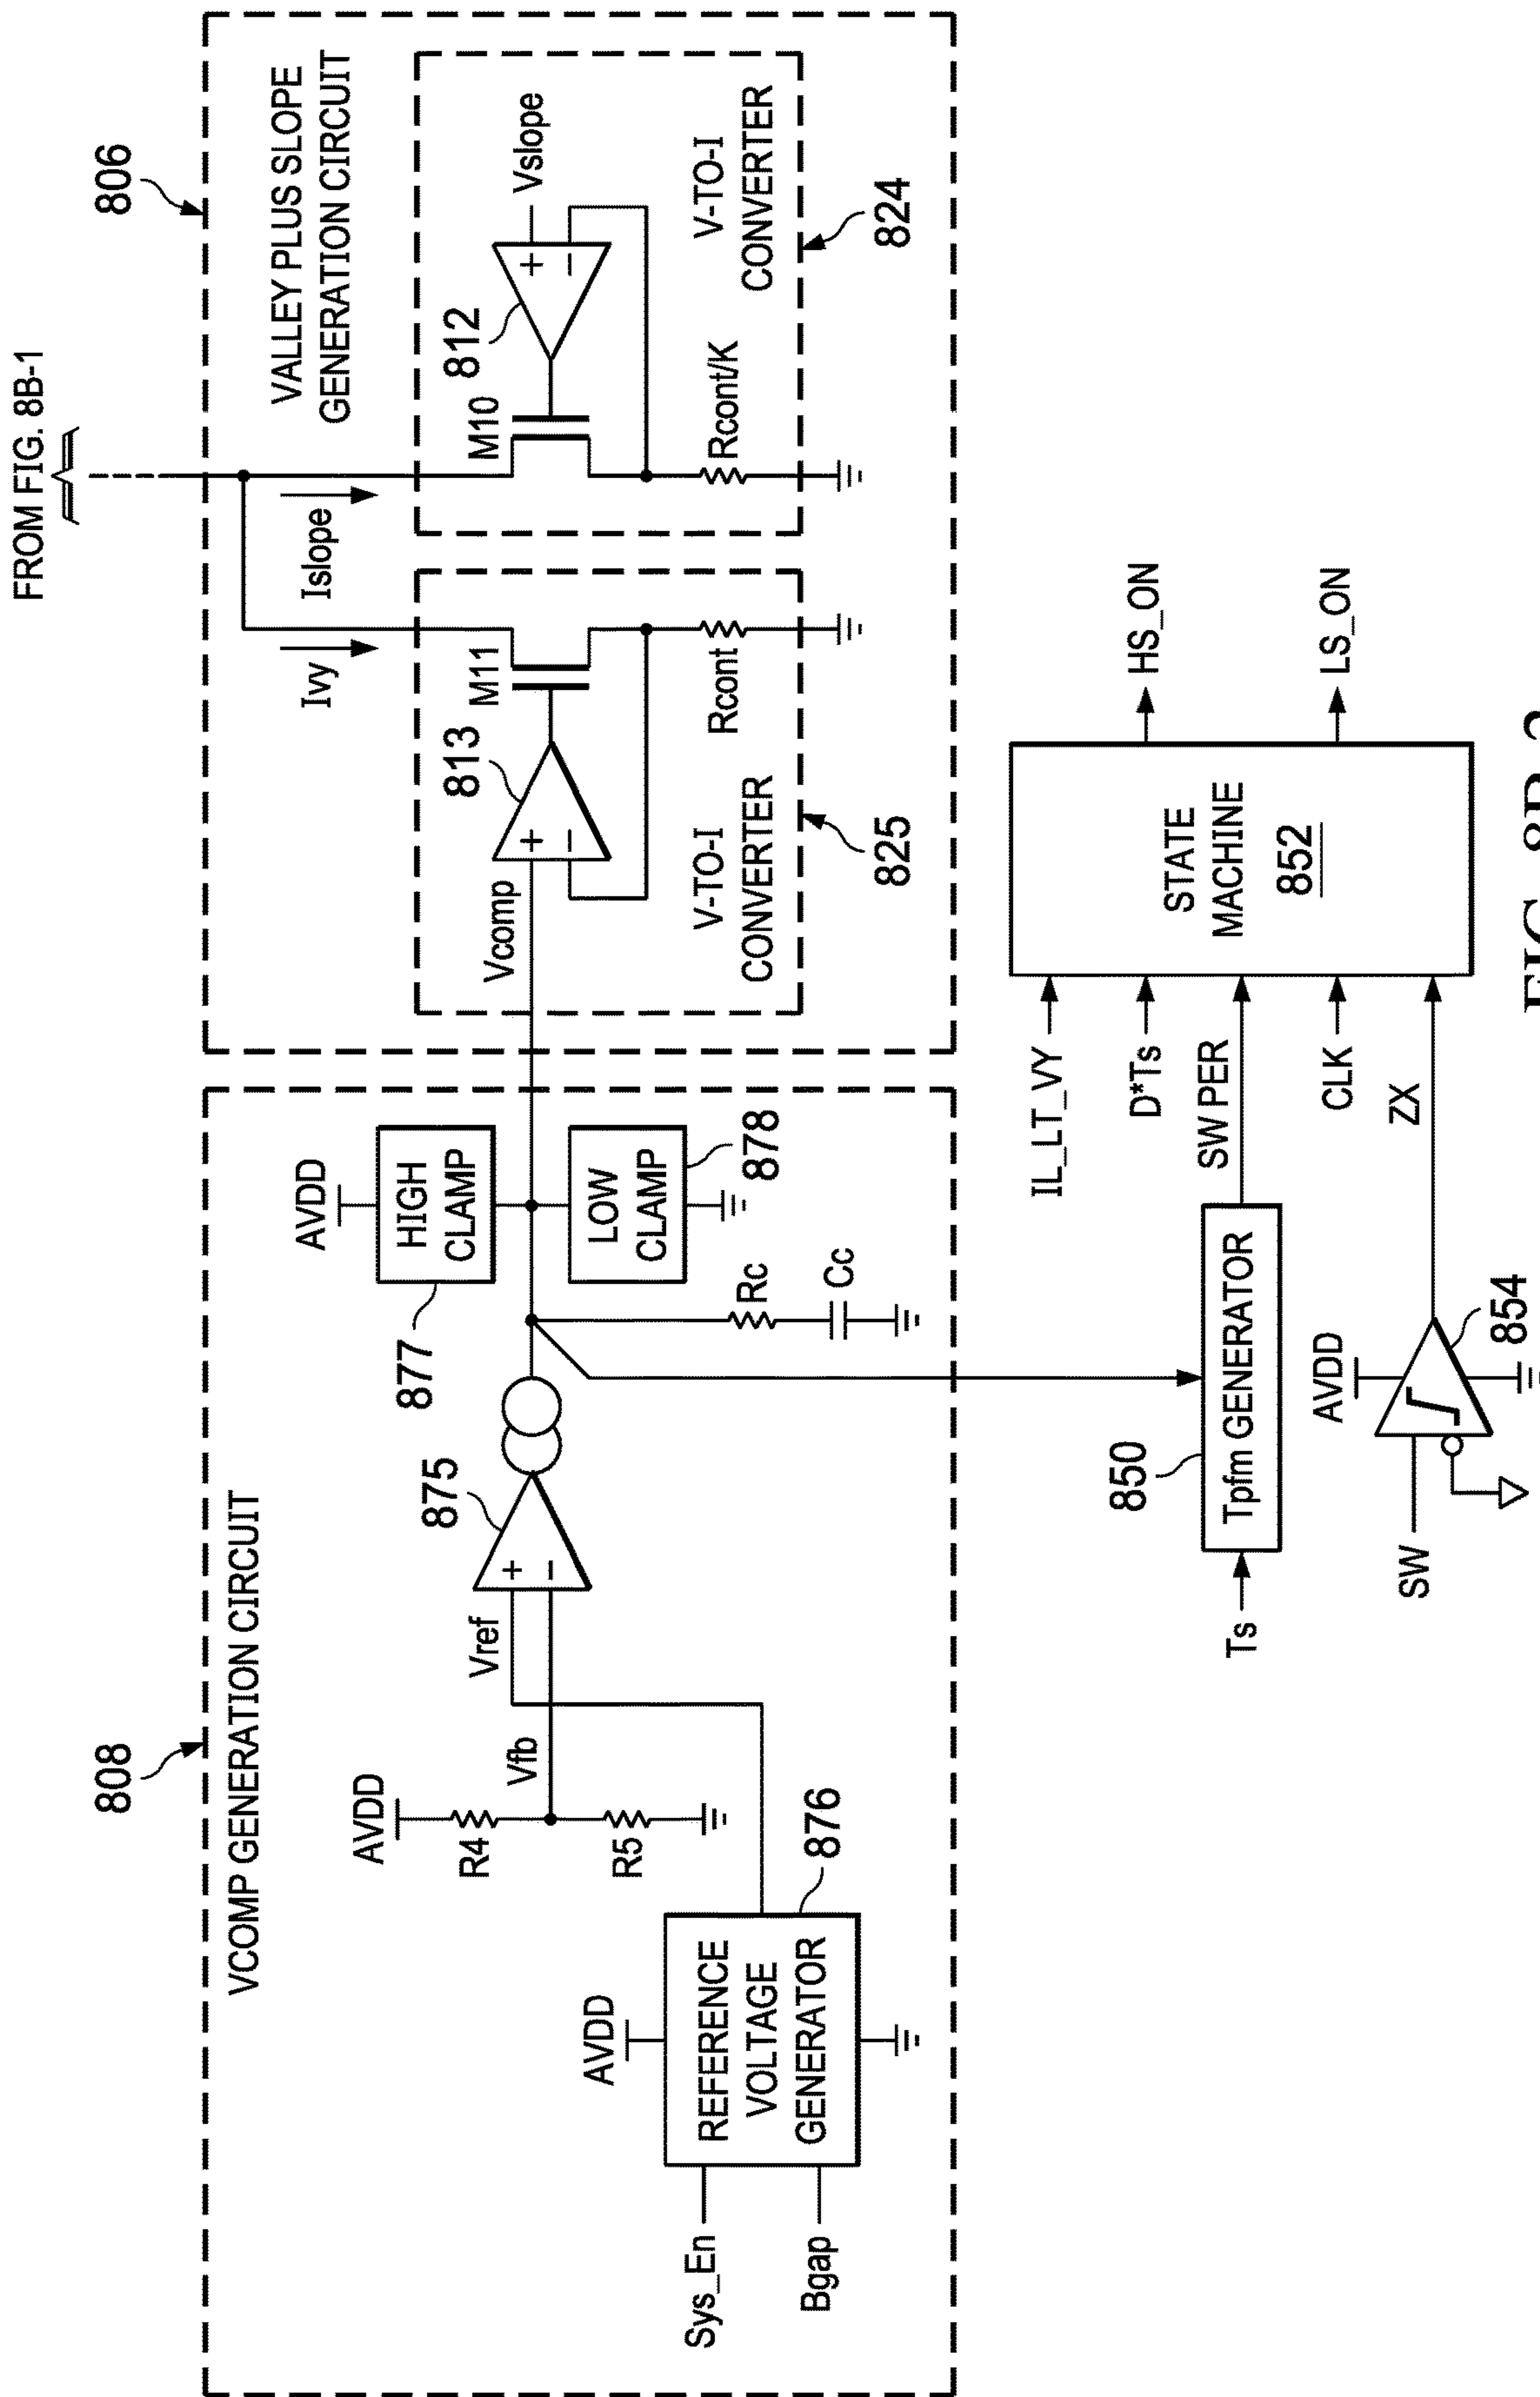 FROM FIG. 8B-1
806
VALLEY PLUS SLOPE
GENERATION CIRCUIT
Ivy
Islope
813
M11
Vcomp
Rcont
V-TO-I
CONVERTER
825
812
M10
Vslope
Rcont/K
V-TO-I
CONVERTER
824
808
VCOMP GENERATION CIRCUIT
AVDD
R4
R5
Vfb
Vref
875
AVDD
REFERENCE
VOLTAGE
GENERATOR
876
Sys_En
Bgap
AVDD
HIGH
CLAMP
877
LOW
CLAMP
878
Rc
Cc
Ts
850
Tpfm GENERATOR
SW PER
IL_LT_VY
D*Ts
CLK
ZX
STATE
MACHINE
852
HS_ON
LS_ON
SW
AVDD
854